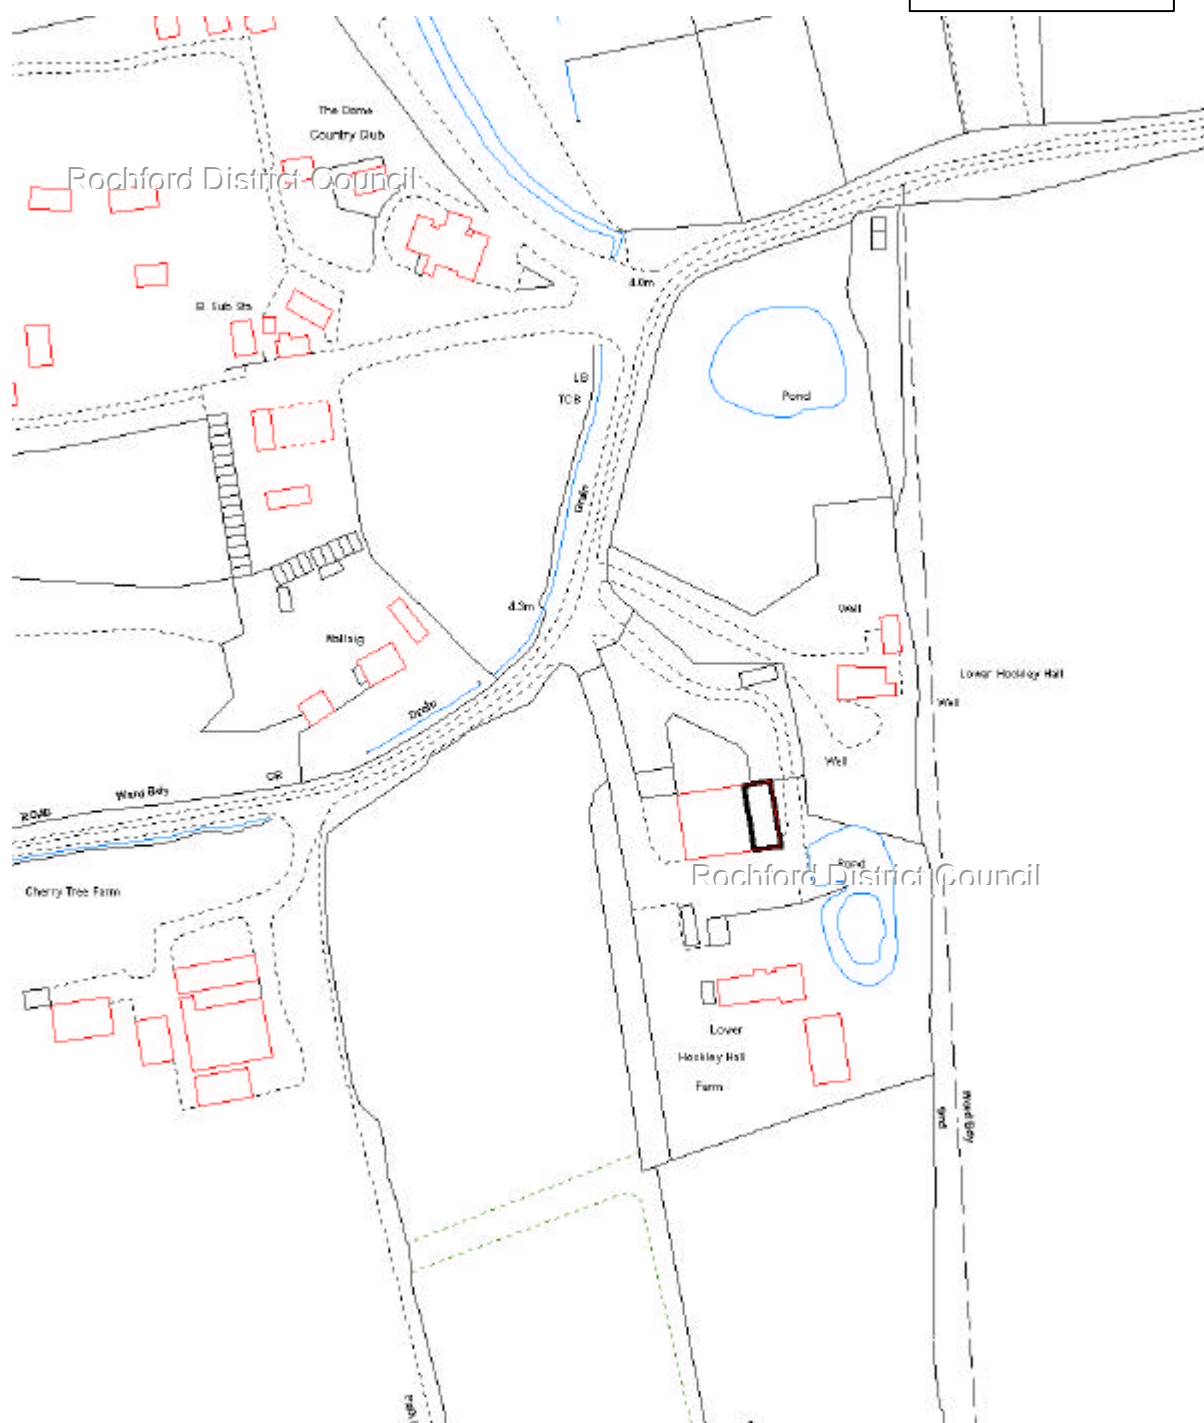 The Dome
Country Club
Rochford District Council
El Sub Sta
4.0m
LB
TCB
Pond
Drain
4.3m
Well
Lower Hockley Hall
Well
Drain
Well
GP
Ward Bdy
ROAD
Pond
Rochford District Council
Cherry Tree Farm
Lower
Hockley Hall
Farm
Ward Bdy